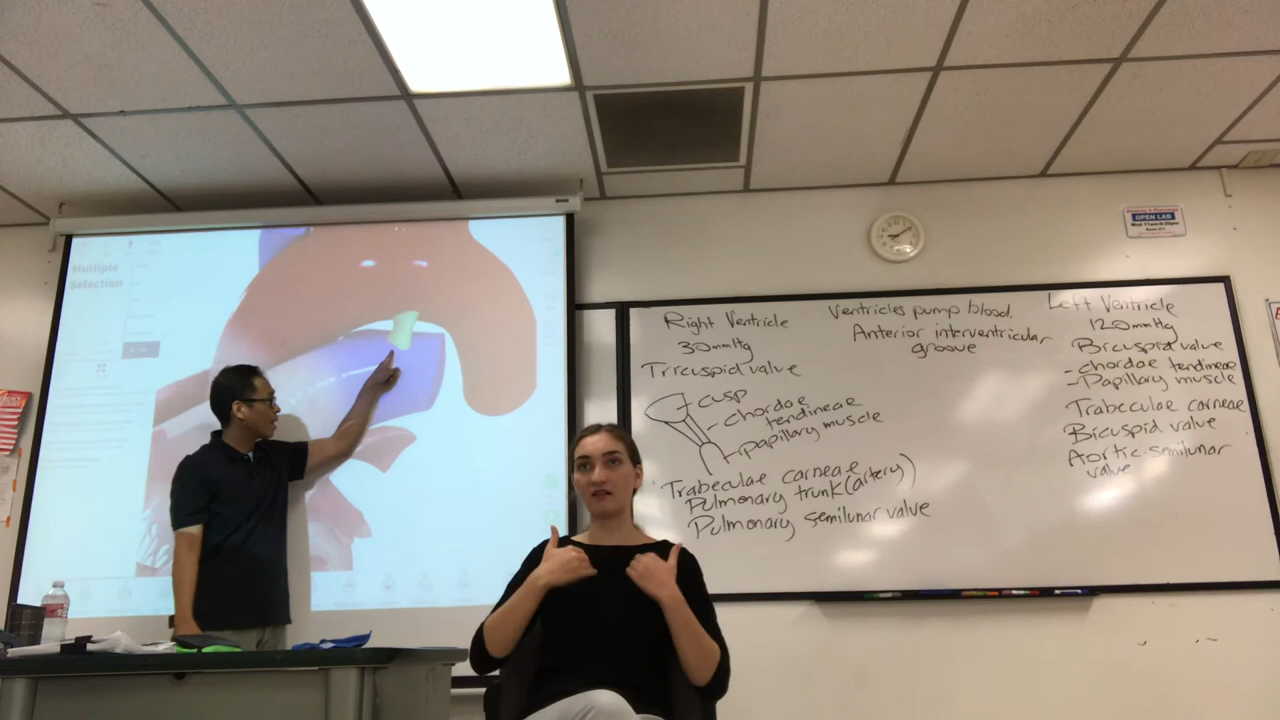 Multiple
Selection
OPEN LAB
Right Ventricle
30mmHg
Tricuspid valve
cusp
- chordae
tendineae
papillary muscle
Trabeculae carneae
Pulmonary trunk (artery)
Pulmonary semilunar valve
Ventricles pump blood.
Anterior interventricular
groove
Left Ventricle
120mmHg
Bicuspid valve
- chordae tendineae
- Papillary muscle
Trabeculae carneae
Bicuspid valve
Aortic semilunar
valve